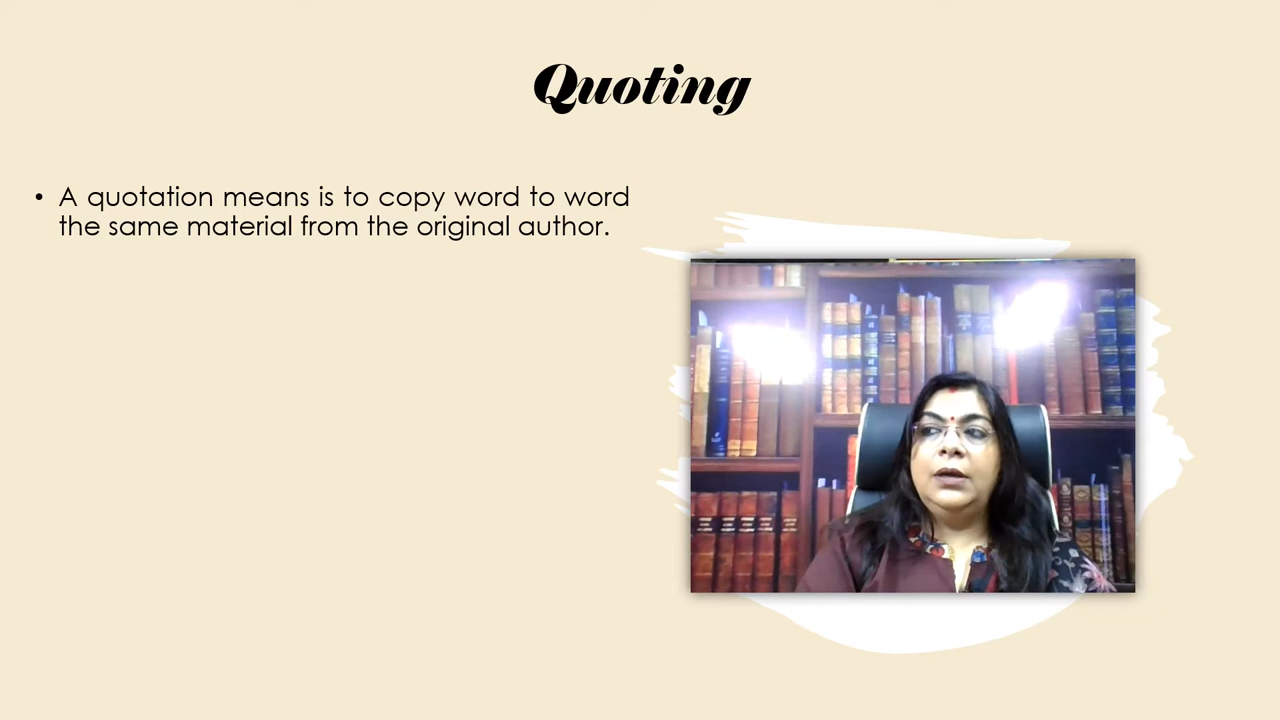 Quoting
• A quotation means is to copy word to word
the same material from the original author.